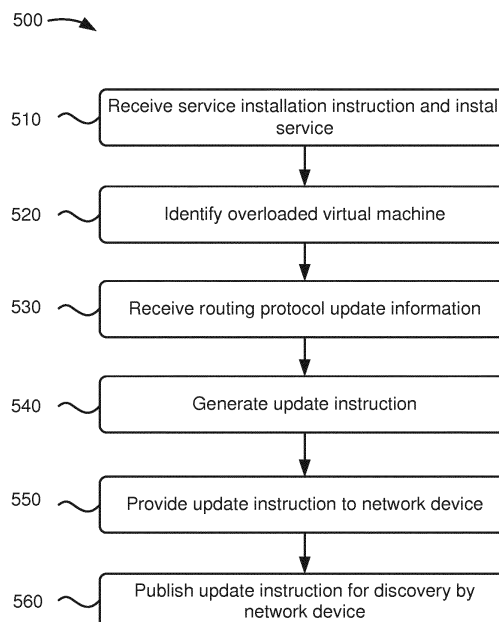 500
510
Receive service installation instruction and instal
service
520
Identify overloaded virtual machine
530
Receive routing protocol update information
540
Generate update instruction
550
Provide update instruction to network device
560
Publish update instruction for discovery by
network device